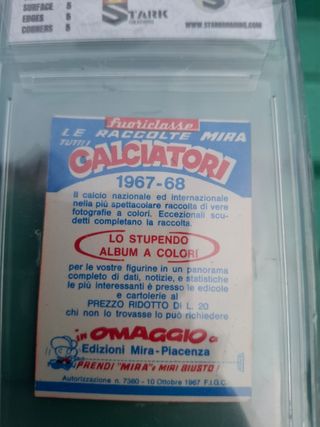 SURFACE 5
EDGES 5
CORNERS 5
STARK
GRADING
WWW.STARKGRADING.COM
Fuoriclasse
LE RACCOLTE MIRA
TUTTI I
CALCIATORI
1967-68
Il calcio nazionale ed internazionale
nella più spettacolare raccolta di vere
fotografie a colori. Eccezionali scu-
detti completano la raccolta.
LO STUPENDO
ALBUM A COLORI
per le vostre figurine in un panorama
completo di dati, notizie, e statistiche
le più interessanti è presso le edicole
e cartolerie al
PREZZO RIDOTTO DI L. 20
chi non lo trovasse lo può richiedere
in OMAGGIO a
Edizioni Mira-Piacenza
PRENDI "MIRA" E MIRI GIUSTO!
Autorizzazione n. 7360 - 10 Ottobre 1967 F.I.G.C.